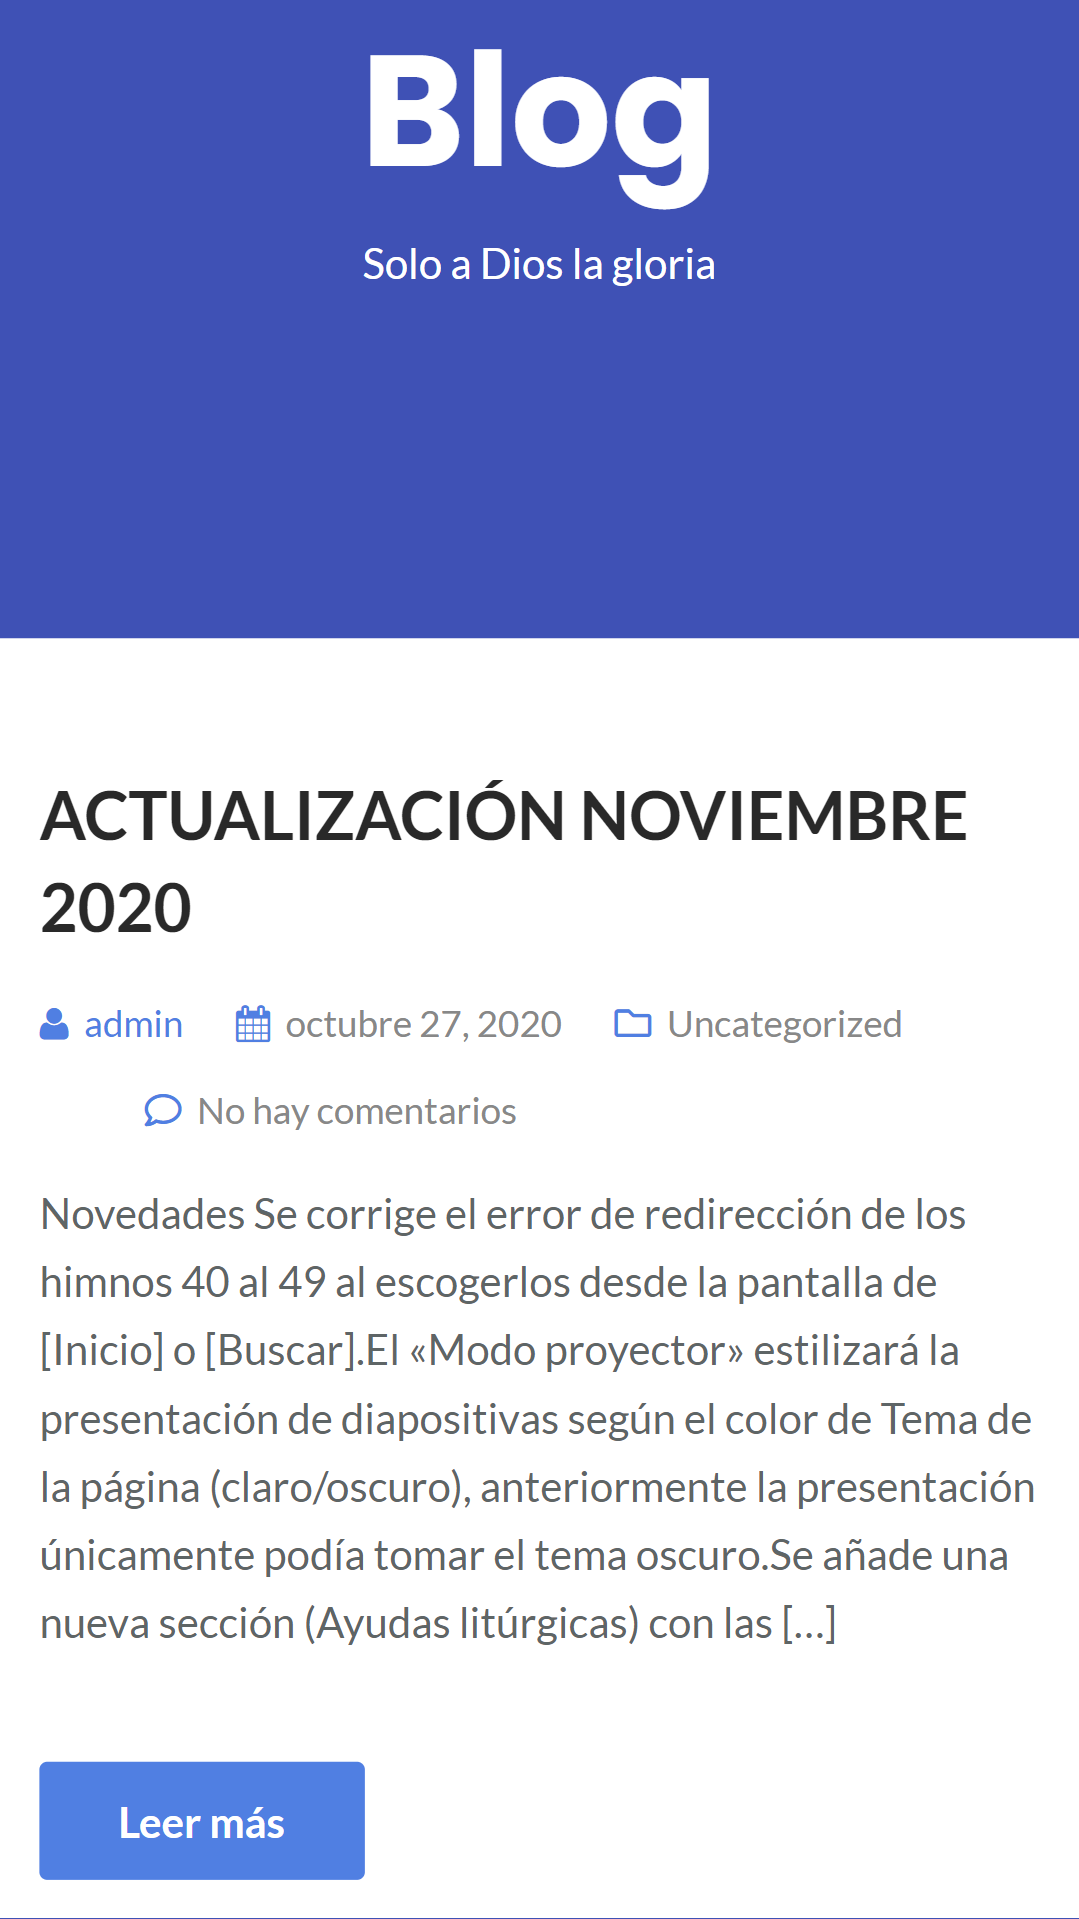 Blog
Solo a Dios la gloria
ACTUALIZACIÓN NOVIEMBRE
2020
admin octubre 27, 2020 Uncategorized
No hay comentarios
Novedades Se corrige el error de redirección de los
himnos 40 al 49 al escogerlos desde la pantalla de
[Inicio] o [Buscar].El «Modo proyector» estilizará la
presentación de diapositivas según el color de Tema de
la página (claro/oscuro), anteriormente la presentación
únicamente podía tomar el tema oscuro.Se añade una
nueva sección (Ayudas litúrgicas) con las […]
Leer más